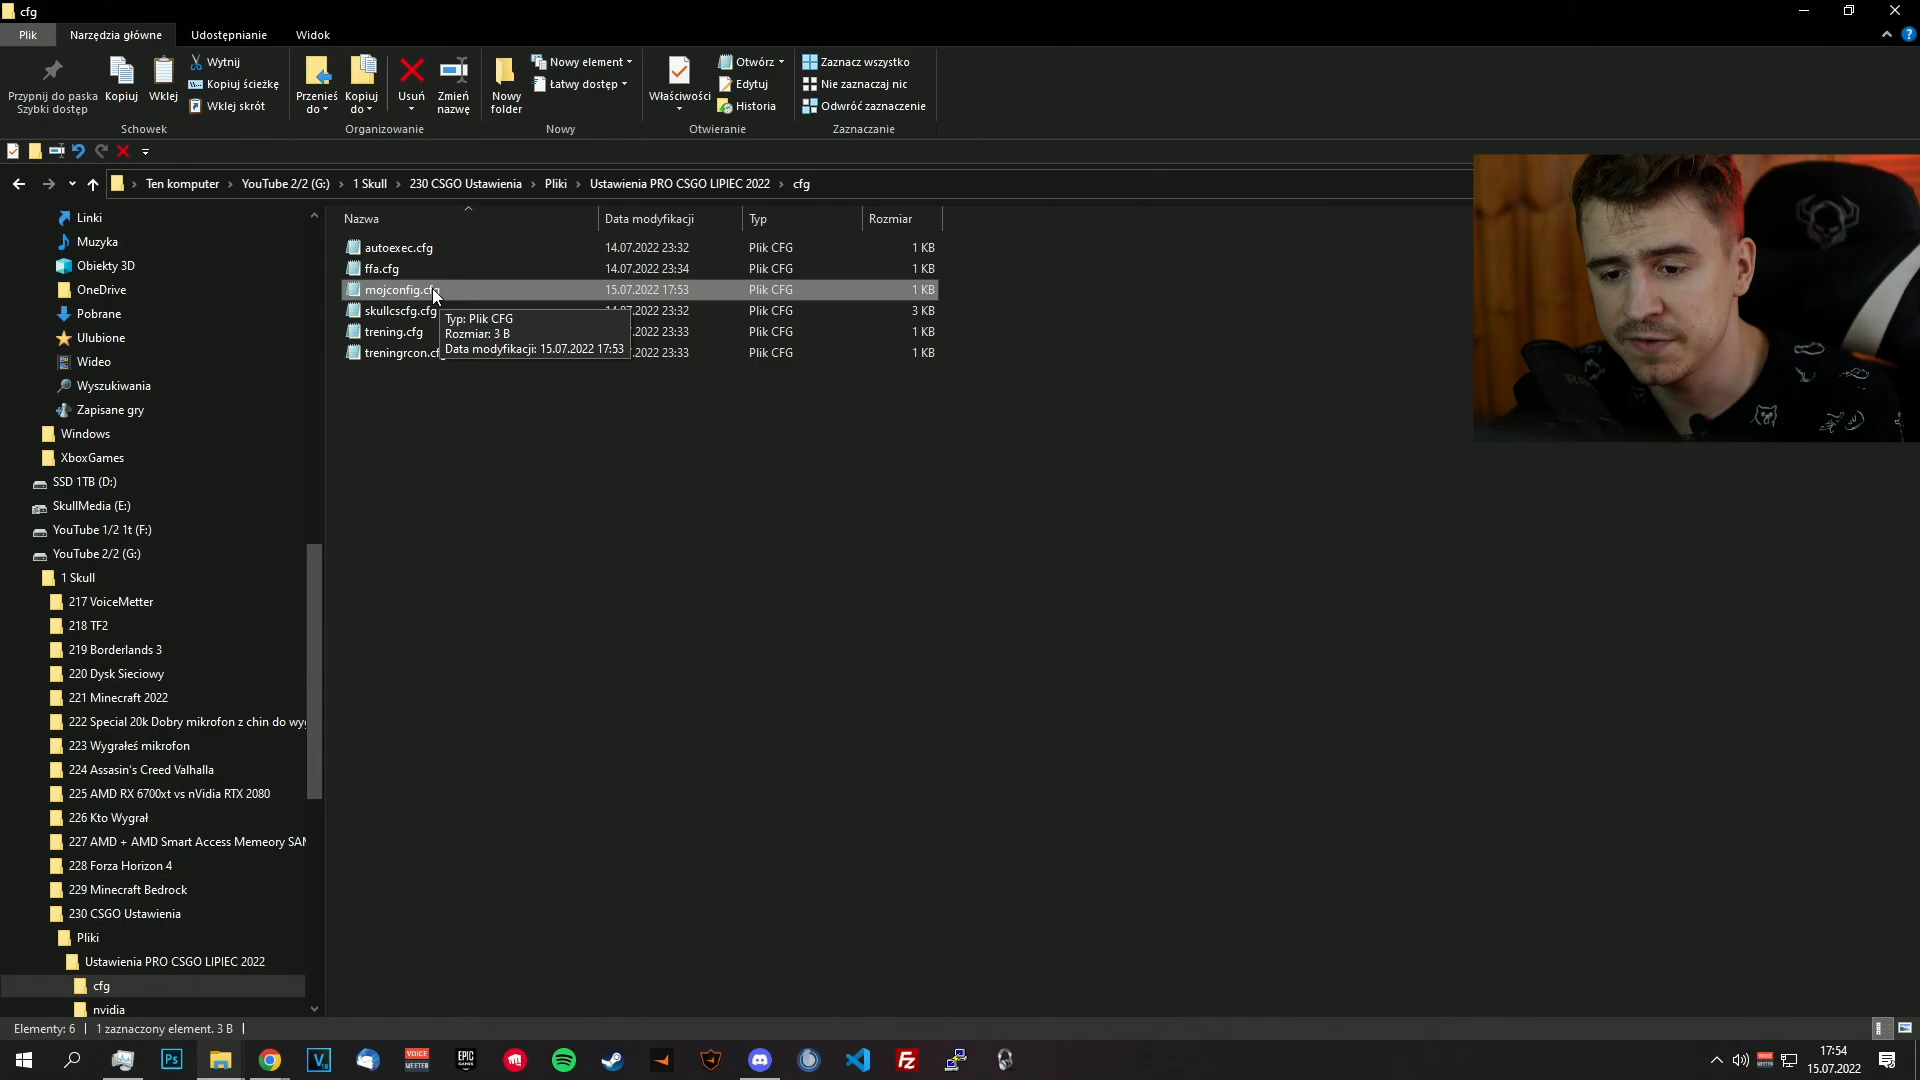 cfg
Plik
Narzędzia główne
Udostępnianie
Widok
Przypnij do paska
Szybki dostęp
Kopiuj
Wklej
Wytnij
Kopiuj ścieżkę
Wklej skrót
Schowek
Przenieś
do
Kopiuj
do
Usuń
Zmień
nazwę
Organizowanie
Nowy
folder
Nowy element
Łatwy dostęp
Nowy
Właściwości
Otwórz
Edytuj
Historia
Otwieranie
Zaznacz wszystko
Nie zaznaczaj nic
Odwróć zaznaczenie
Zaznaczanie
Ten komputer
YouTube 2/2 (G:)
1 Skull
230 CSGO Ustawienia
Pliki
Ustawienia PRO CSGO LIPIEC 2022
cfg
Nazwa Data modyfikacji Typ Rozmiar
autoexec.cfg 14.07.2022 23:32 Plik CFG 1 KB
ffa.cfg 14.07.2022 23:34 Plik CFG 1 KB
mojconfig.cfg 15.07.2022 17:53 Plik CFG 1 KB
skullcscfg.cfg 14.07.2022 23:32 Plik CFG 3 KB
trening.cfg 2022 23:33 Plik CFG 1 KB
treningrcon.cfg 2022 23:33 Plik CFG 1 KB
Typ: Plik CFG
Rozmiar: 3 B
Data modyfikacji: 15.07.2022 17:53
Linki
Muzyka
Obiekty 3D
OneDrive
Pobrane
Ulubione
Wideo
Wyszukiwania
Zapisane gry
Windows
XboxGames
SSD 1TB (D:)
SkullMedia (E:)
YouTube 1/2 1t (F:)
YouTube 2/2 (G:)
1 Skull
217 VoiceMetter
218 TF2
219 Borderlands 3
220 Dysk Sieciowy
221 Minecraft 2022
222 Special 20k Dobry mikrofon z chin do wy
223 Wygrałeś mikrofon
224 Assasin's Creed Valhalla
225 AMD RX 6700xt vs nVidia RTX 2080
226 Kto Wygrał
227 AMD + AMD Smart Access Memeory SAM
228 Forza Horizon 4
229 Minecraft Bedrock
230 CSGO Ustawienia
Pliki
Ustawienia PRO CSGO LIPIEC 2022
cfg
nvidia
Elementy: 6
1 zaznaczony element. 3 B
Ps
VOICE
MEETER
EPIC
GAMES
Fz
17:54
15.07.2022